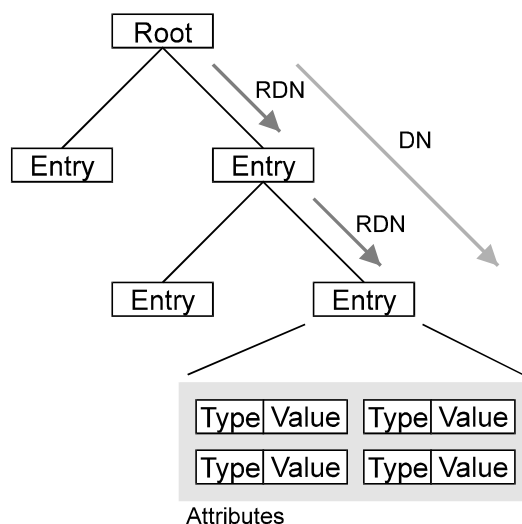 Root
RDN
DN
Entry
Entry
RDN
Entry
Entry
Type Value
Type Value
Type Value
Type Value
Attributes